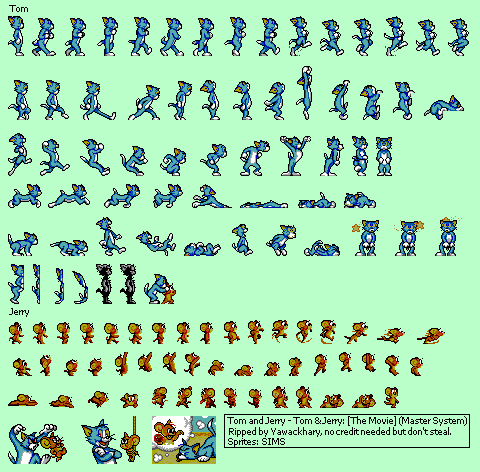 Tom
Jerry
Tom and Jerry - Tom & Jerry: [The Movie] (Master System)
Ripped by Yawackhary, no credit needed but don't steal.
Sprites: SIMS